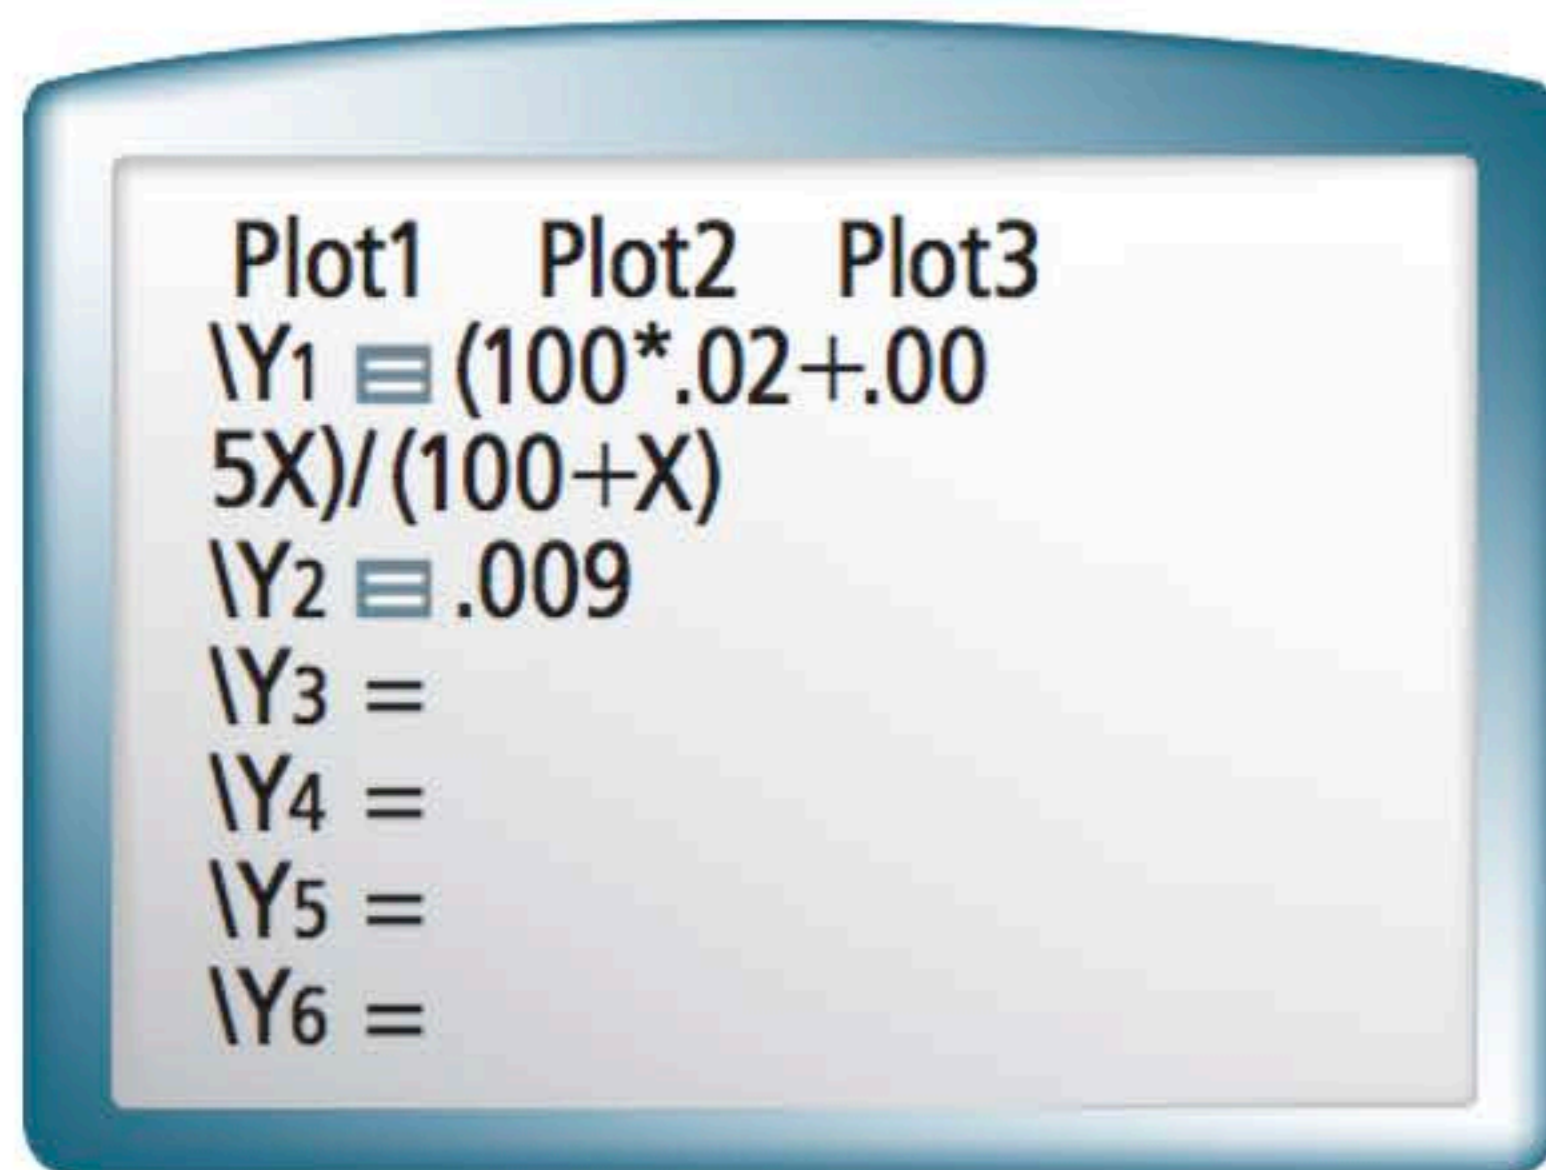 Plot1 Plot2 Plot3
\Y1 = (100*.02+.00
5X)/(100+X)
\Y2 = .009
\Y3 =
\Y4 =
\Y5 =
\Y6 =